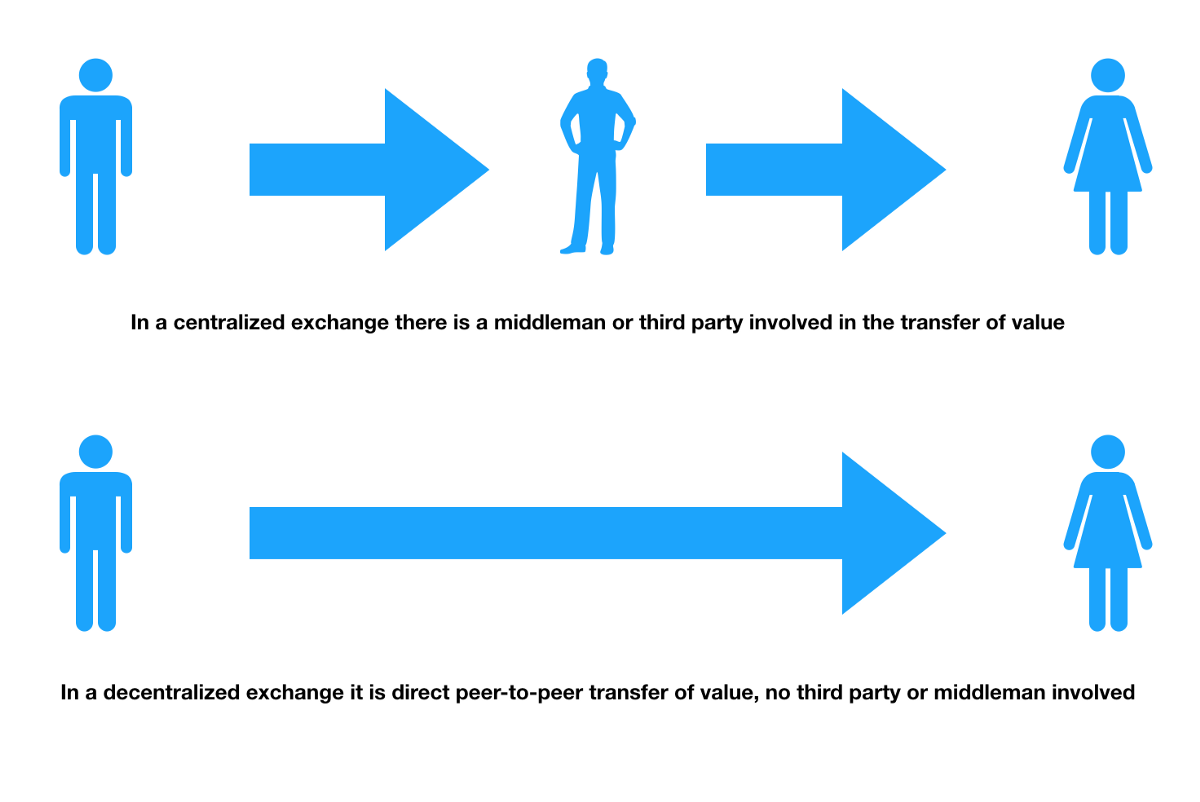 In a centralized exchange there is a middleman or third party involved in the transfer of value
In a decentralized exchange it is direct peer-to-peer transfer of value, no third party or middleman involved